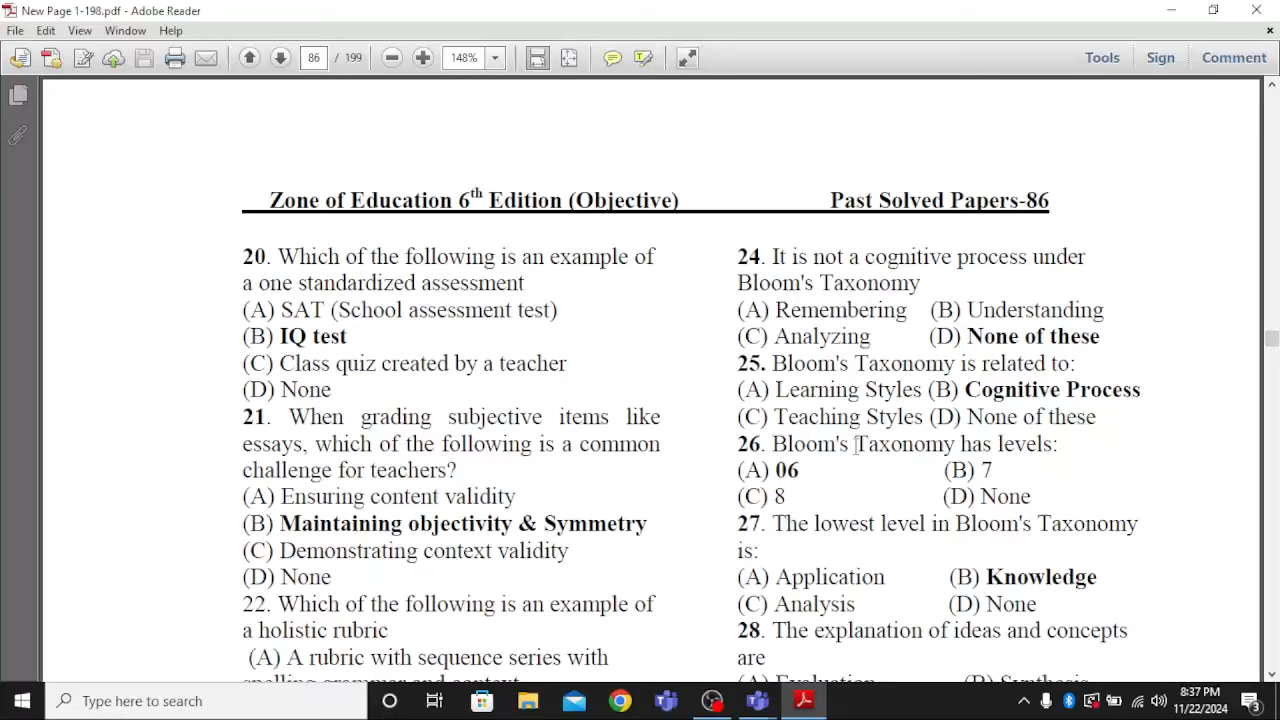 New Page 1-198.pdf - Adobe Reader
File Edit View Window Help
86 / 199 148% Tools Sign Comment
Zone of Education 6th Edition (Objective) Past Solved Papers-86
20. Which of the following is an example of
a one standardized assessment
(A) SAT (School assessment test)
(B) IQ test
(C) Class quiz created by a teacher
(D) None
21. When grading subjective items like
essays, which of the following is a common
challenge for teachers?
(A) Ensuring content validity
(B) Maintaining objectivity & Symmetry
(C) Demonstrating context validity
(D) None
22. Which of the following is an example of
a holistic rubric
(A) A rubric with sequence series with
spelling grammar and context
24. It is not a cognitive process under
Bloom's Taxonomy
(A) Remembering (B) Understanding
(C) Analyzing (D) None of these
25. Bloom's Taxonomy is related to:
(A) Learning Styles (B) Cognitive Process
(C) Teaching Styles (D) None of these
26. Bloom's Taxonomy has levels:
(A) 06 (B) 7
(C) 8 (D) None
27. The lowest level in Bloom's Taxonomy
is:
(A) Application (B) Knowledge
(C) Analysis (D) None
28. The explanation of ideas and concepts
are
(A) Evaluation (B) Synthesis
Type here to search
8:37 PM
11/22/2024
3